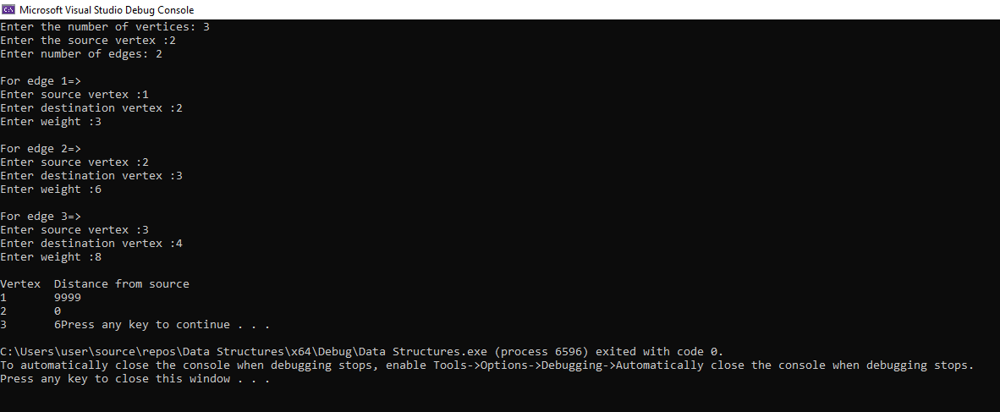 Microsoft Visual Studio Debug Console
Enter the number of vertices: 3
Enter the source vertex :2
Enter number of edges: 2
For edge 1=>
Enter source vertex :1
Enter destination vertex :2
Enter weight :3
For edge 2=>
Enter source vertex :2
Enter destination vertex :3
Enter weight :6
For edge 3=>
Enter source vertex :3
Enter destination vertex :4
Enter weight :8
Vertex  Distance from source
1       9999
2       0
3       6Press any key to continue . . .
C:\Users\user\source\repos\Data Structures\x64\Debug\Data Structures.exe (process 6596) exited with code 0.
To automatically close the console when debugging stops, enable Tools->Options->Debugging->Automatically close the console when debugging stops.
Press any key to close this window . . .